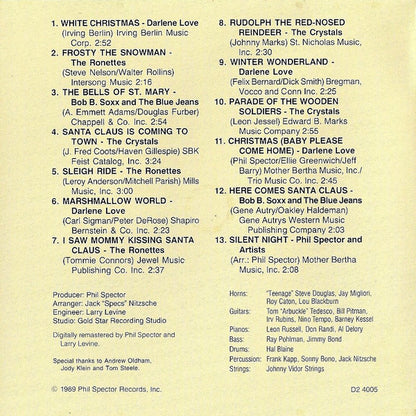 1. WHITE CHRISTMAS - Darlene Love
(Irving Berlin) Irving Berlin Music
Corp. 2:52
2. FROSTY THE SNOWMAN -
The Ronettes
(Steve Nelson/Walter Rollins)
Intersong Music 2:16
3. THE BELLS OF ST. MARY -
Bob B. Soxx and The Blue Jeans
(A. Emmett Adams/Douglas Furber)
Chappell & Co. Inc. 2:54
4. SANTA CLAUS IS COMING TO
TOWN - The Crystals
(J. Fred Coots/Haven Gillespie) SBK
Feist Catalog, Inc. 3:24
5. SLEIGH RIDE - The Ronettes
(Leroy Anderson/Mitchell Parish) Mills
Music, Inc. 3:00
6. MARSHMALLOW WORLD -
Darlene Love
(Carl Sigman/Peter DeRose) Shapiro
Bernstein & Co. Inc. 2:23
7. I SAW MOMMY KISSING SANTA
CLAUS - The Ronettes
(Tommie Connors) Jewel Music
Publishing Co. 2:37
8. RUDOLPH THE RED-NOSED
REINDEER - The Crystals
(Johnny Marks) St. Nicholas Music,
Inc. 2:30
9. WINTER WONDERLAND -
Darlene Love
(Felix Bernard/Dick Smith) Bregman,
Vocco and Conn Inc. 2:25
10. PARADE OF THE WOODEN
SOLDIERS - The Crystals
(Leon Jessel) Edward B. Marks
Music Company 2:55
11. CHRISTMAS (BABY PLEASE
COME HOME) - Darlene Love
(Phil Spector/Ellie Greenwich/Jeff
Barry) Mother Bertha Music, Inc./
Trio Music Co. Inc. 2:45
12. HERE COMES SANTA CLAUS -
Bob B. Soxx and The Blue Jeans
(Gene Autry/Oakley Haldeman)
Gene Autrys Western Music
Publishing Company 2:03
13. SILENT NIGHT - Phil Spector and
Artists
(Arr.: Phil Spector) Mother Bertha
Music, Inc. 2:08
Producer: Phil Spector
Arranger: Jack "Specs" Nitzsche
Engineer: Larry Levine
Studio: Gold Star Recording Studio
Digitally remastered by Phil Spector and
Larry Levine.
Special thanks to Andrew Oldham,
Jody Klein and Tom Steele.
Horns: "Teenage" Steve Douglas, Jay Migliori,
Roy Caton, Lou Blackburn
Guitars: Tom "Arbuckle" Tedesco, Bill Pitman,
Irv Rubins, Nino Tempo, Barney Kessel
Pianos: Leon Russell, Don Randi, Al Delory
Bass: Ray Pohlman, Jimmy Bond
Drums: Hal Blaine
Percussion: Frank Kapp, Sonny Bono, Jack Nitzsche
Strings: Johnny Vidor Strings
© 1989 Phil Spector Records, Inc.
D2 4005